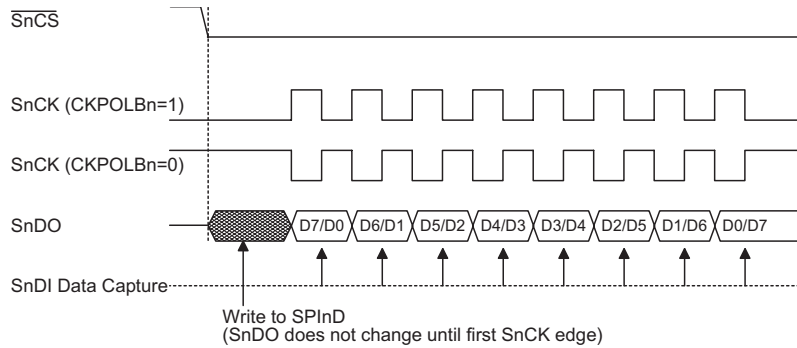 SnCS
SnCK (CKPOLBn=1)
SnCK (CKPOLBn=0)
SnDO
D7/D0 D6/D1 D5/D2 D4/D3 D3/D4 D2/D5 D1/D6 D0/D7
SnDI Data Capture
Write to SPInD
(SnDO does not change until first SnCK edge)